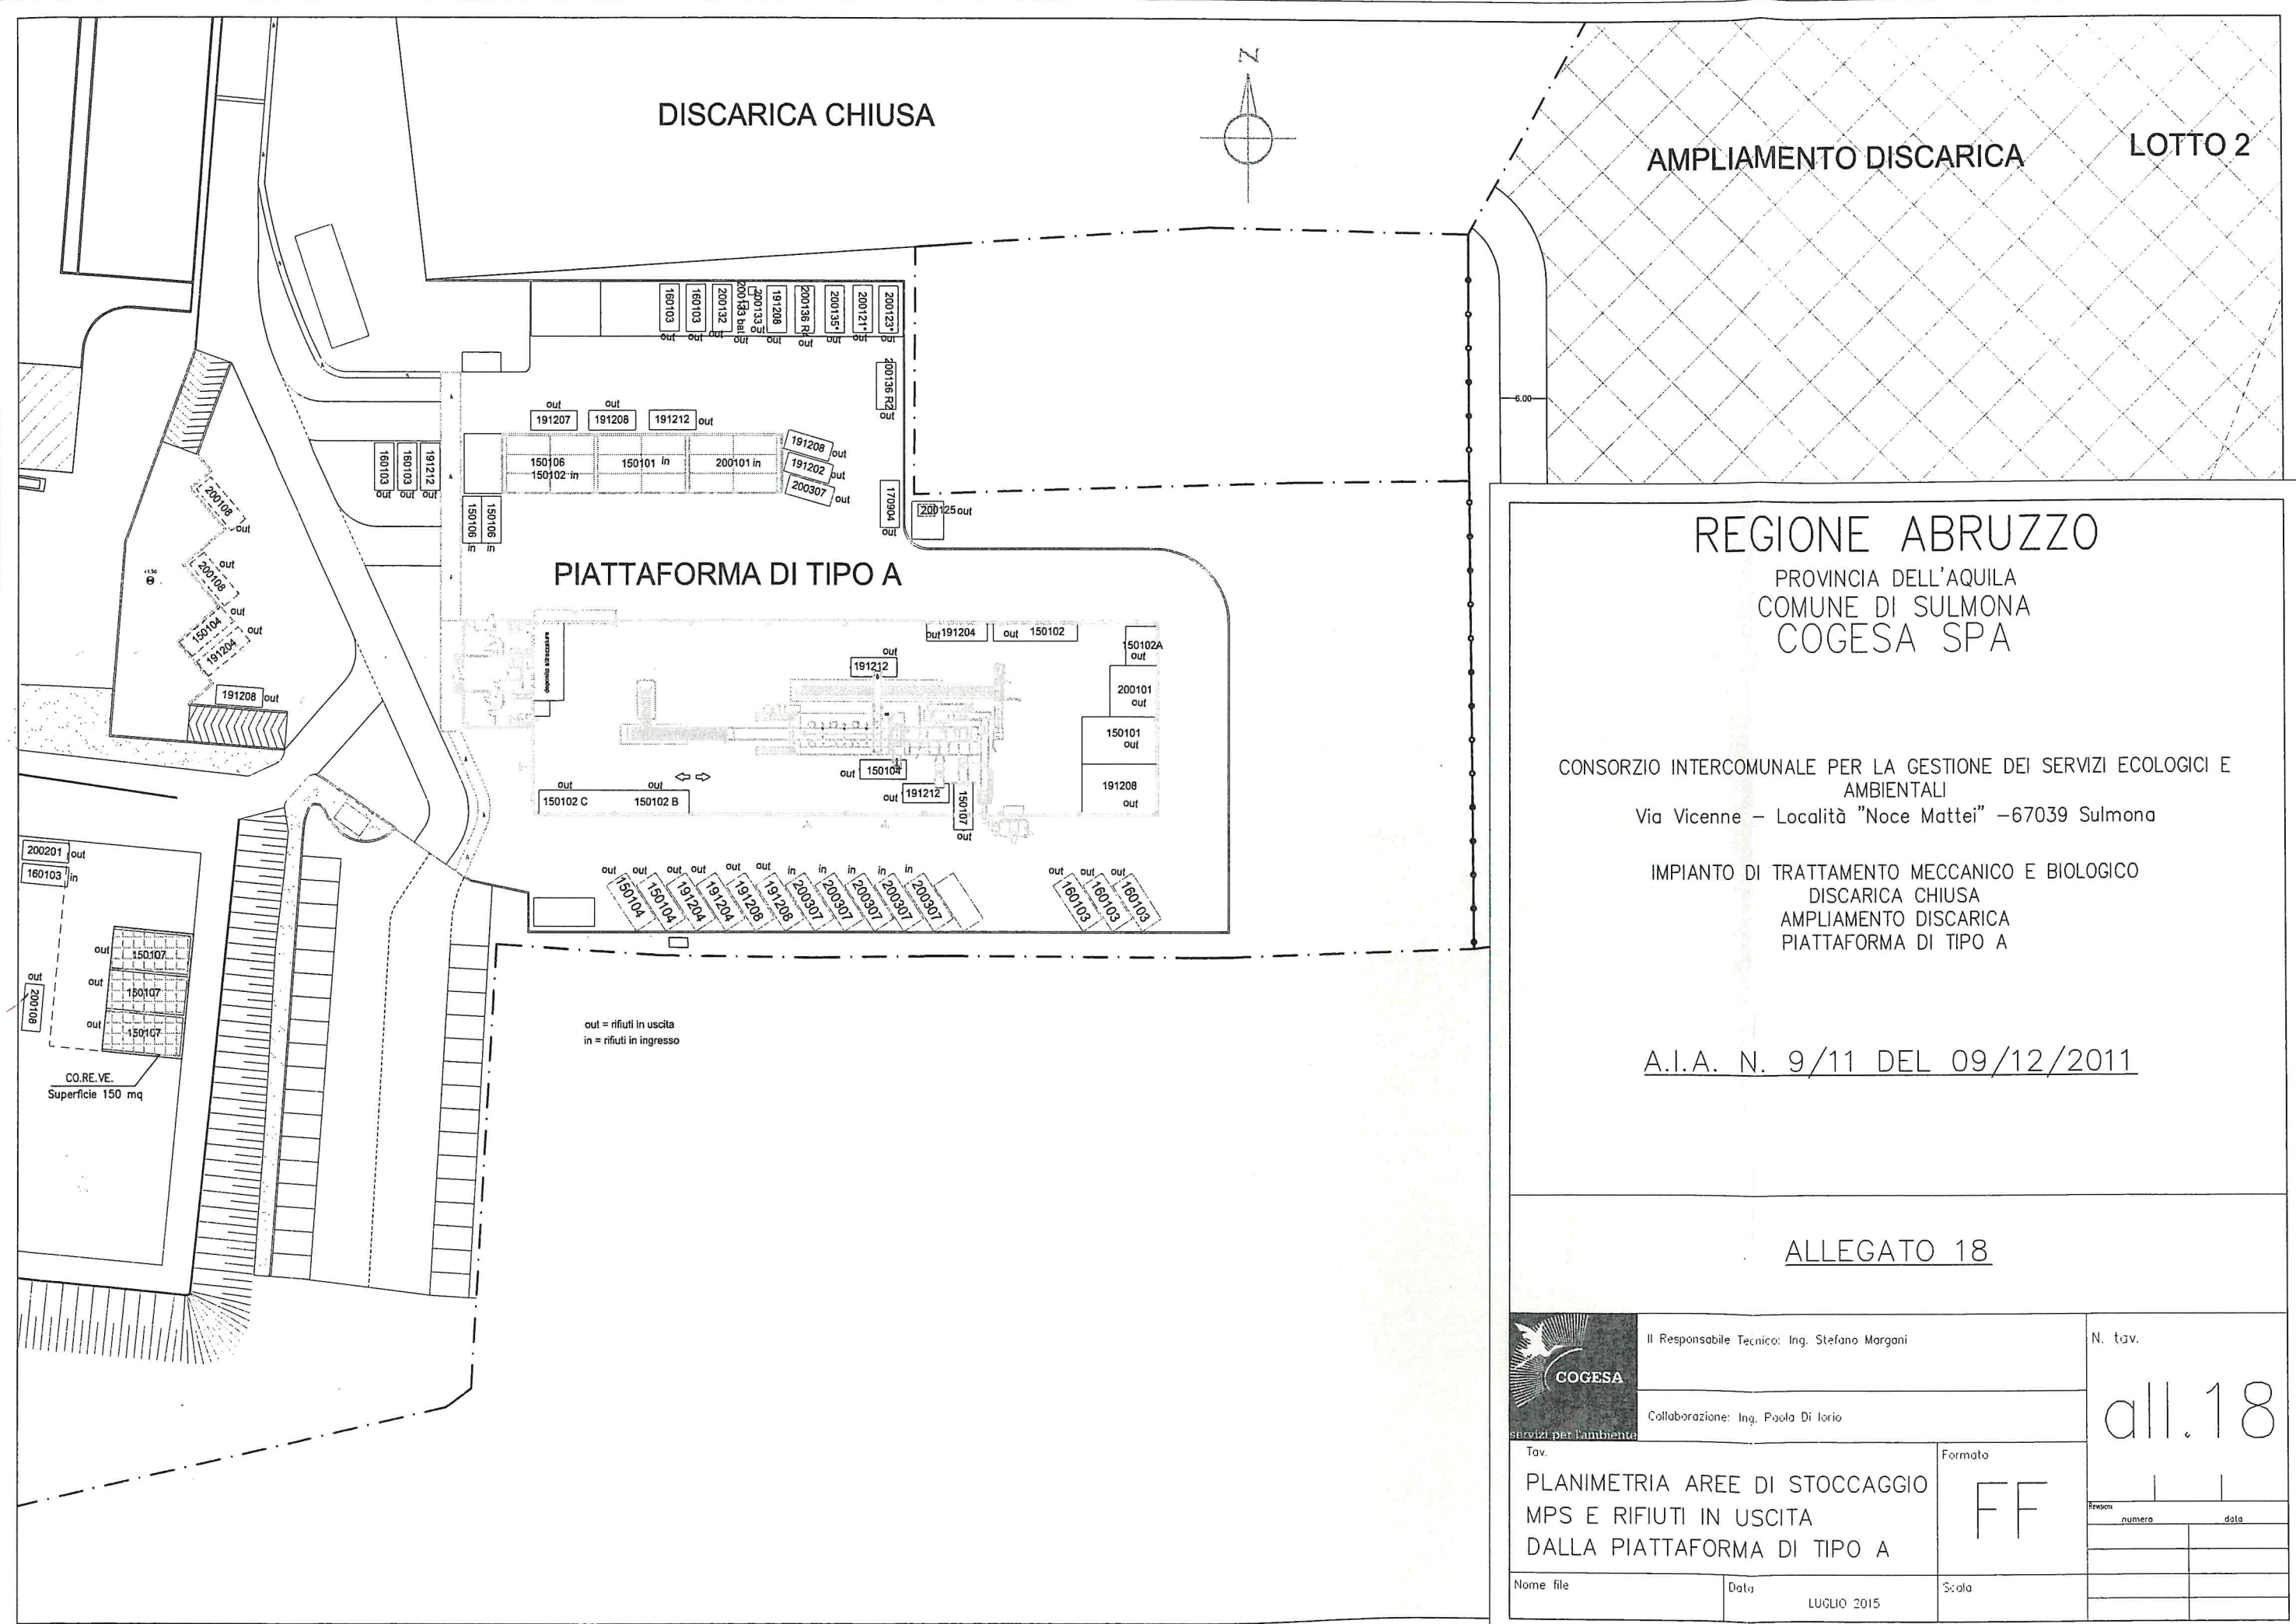 DISCARICA CHIUSA
N
AMPLIAMENTO DISCARICA
LOTTO 2
160103
160103
200132
200133 bat
200133
191208
200136 R4
200135*
200121*
200123*
out
out
out
out
out
out
out
out
out
out
200136 R2
out
6.00
out
out
191207
191208
191212
out
191208
out
191202
out
200307
out
150106
150102 in
150101 in
200101 in
160103
160103
191212
out
out
out
150106
150106
in
in
170904
out
200125 out
200108
out
out
200108
out
150104
out
191204
191208
out
PIATTAFORMA DI TIPO A
out
191204
out
150102
150102A
out
out
191212
200101
out
150101
out
191208
out
out
150104
out
191212
150107
out
out
out
150102 C
150102 B
out
out
out
out
out
out
in
in
in
in
in
150104
150104
191204
191204
191208
191208
200307
200307
200307
200307
200307
out
out
out
160103
160103
160103
200201
out
160103
in
out
150107
out
150107
out
150107
out
200108
CO.RE.VE.
Superficie 150 mq
out = rifiuti in uscita
in = rifiuti in ingresso
REGIONE ABRUZZO
PROVINCIA DELL'AQUILA
COMUNE DI SULMONA
COGESA SPA
CONSORZIO INTERCOMUNALE PER LA GESTIONE DEI SERVIZI ECOLOGICI E
AMBIENTALI
Via Vicenne – Località "Noce Mattei" –67039 Sulmona
IMPIANTO DI TRATTAMENTO MECCANICO E BIOLOGICO
DISCARICA CHIUSA
AMPLIAMENTO DISCARICA
PIATTAFORMA DI TIPO A
A.I.A. N. 9/11 DEL 09/12/2011
ALLEGATO 18
COGESA
servizi per l'ambiente
Il Responsabile Tecnico: Ing. Stefano Margani
Collaborazione: Ing. Paola Di Iorio
N. tav.
all.18
Tav.
PLANIMETRIA AREE DI STOCCAGGIO
MPS E RIFIUTI IN USCITA
DALLA PIATTAFORMA DI TIPO A
Formato
FF
Revisioni
numero
data
Nome file
Data
LUGLIO 2015
Scala